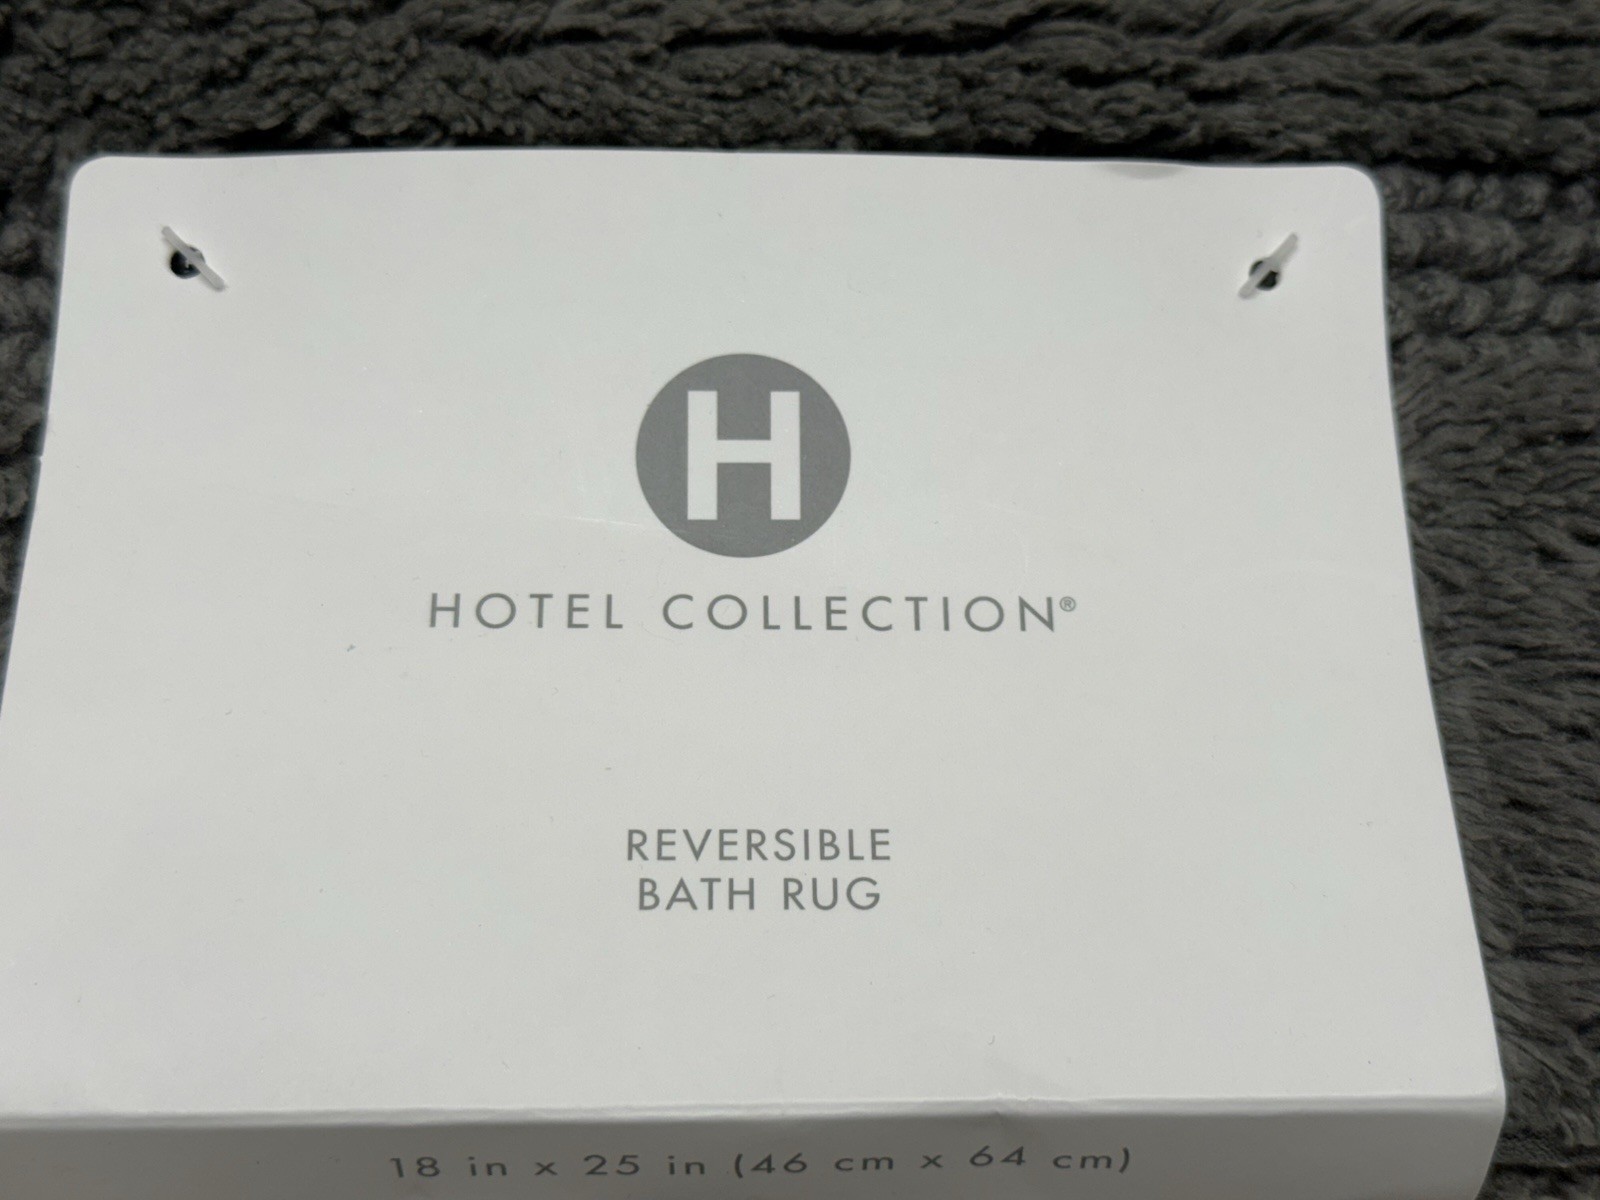 H
HOTEL COLLECTION®
REVERSIBLE
BATH RUG
18 in x 25 in (46 cm x 64 cm)